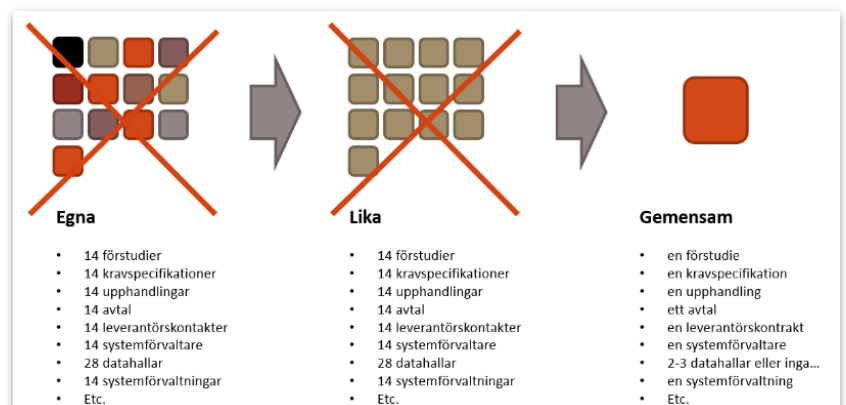 Egna
14 förstudier
14 kravspecifikationer
14 upphandlingar
14 avtal
14 leverantörskontakter
14 systemförvaltare
28 datahallar
14 systemförvaltningar
Etc.
Lika
14 förstudier
14 kravspecifikationer
14 upphandlingar
14 avtal
14 leverantörskontakter
14 systemförvaltare
28 datahallar
14 systemförvaltningar
Etc.
Gemensam
en förstudie
en kravspecifikation
en upphandling
ett avtal
en leverantörskontrakt
en systemförvaltare
2-3 datahallar eller inga...
en systemförvaltning
Etc.